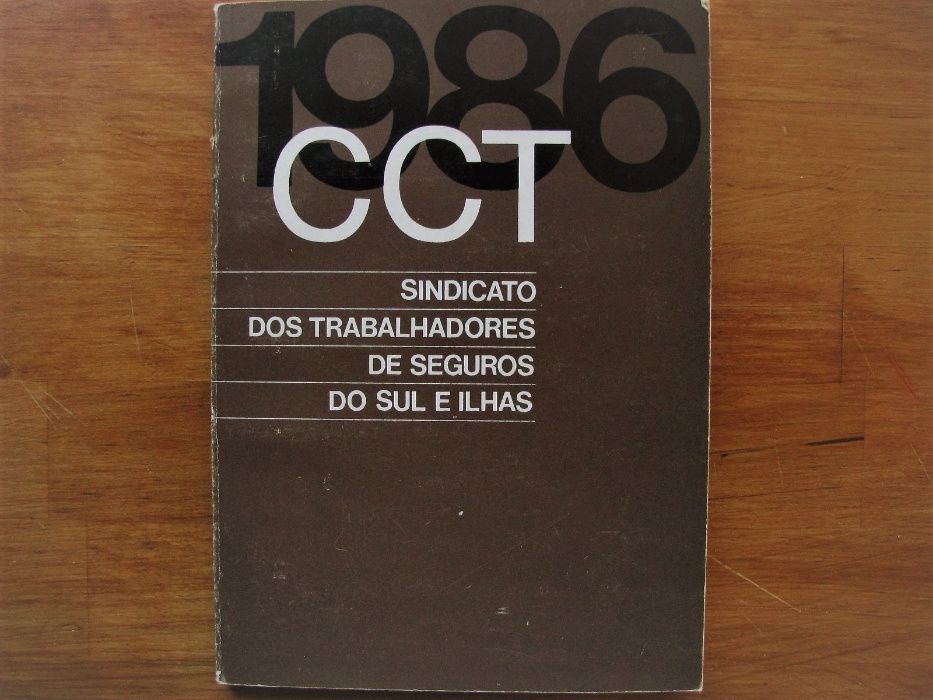 1986
CCT
SINDICATO
DOS TRABALHADORES
DE SEGUROS
DO SUL E ILHAS